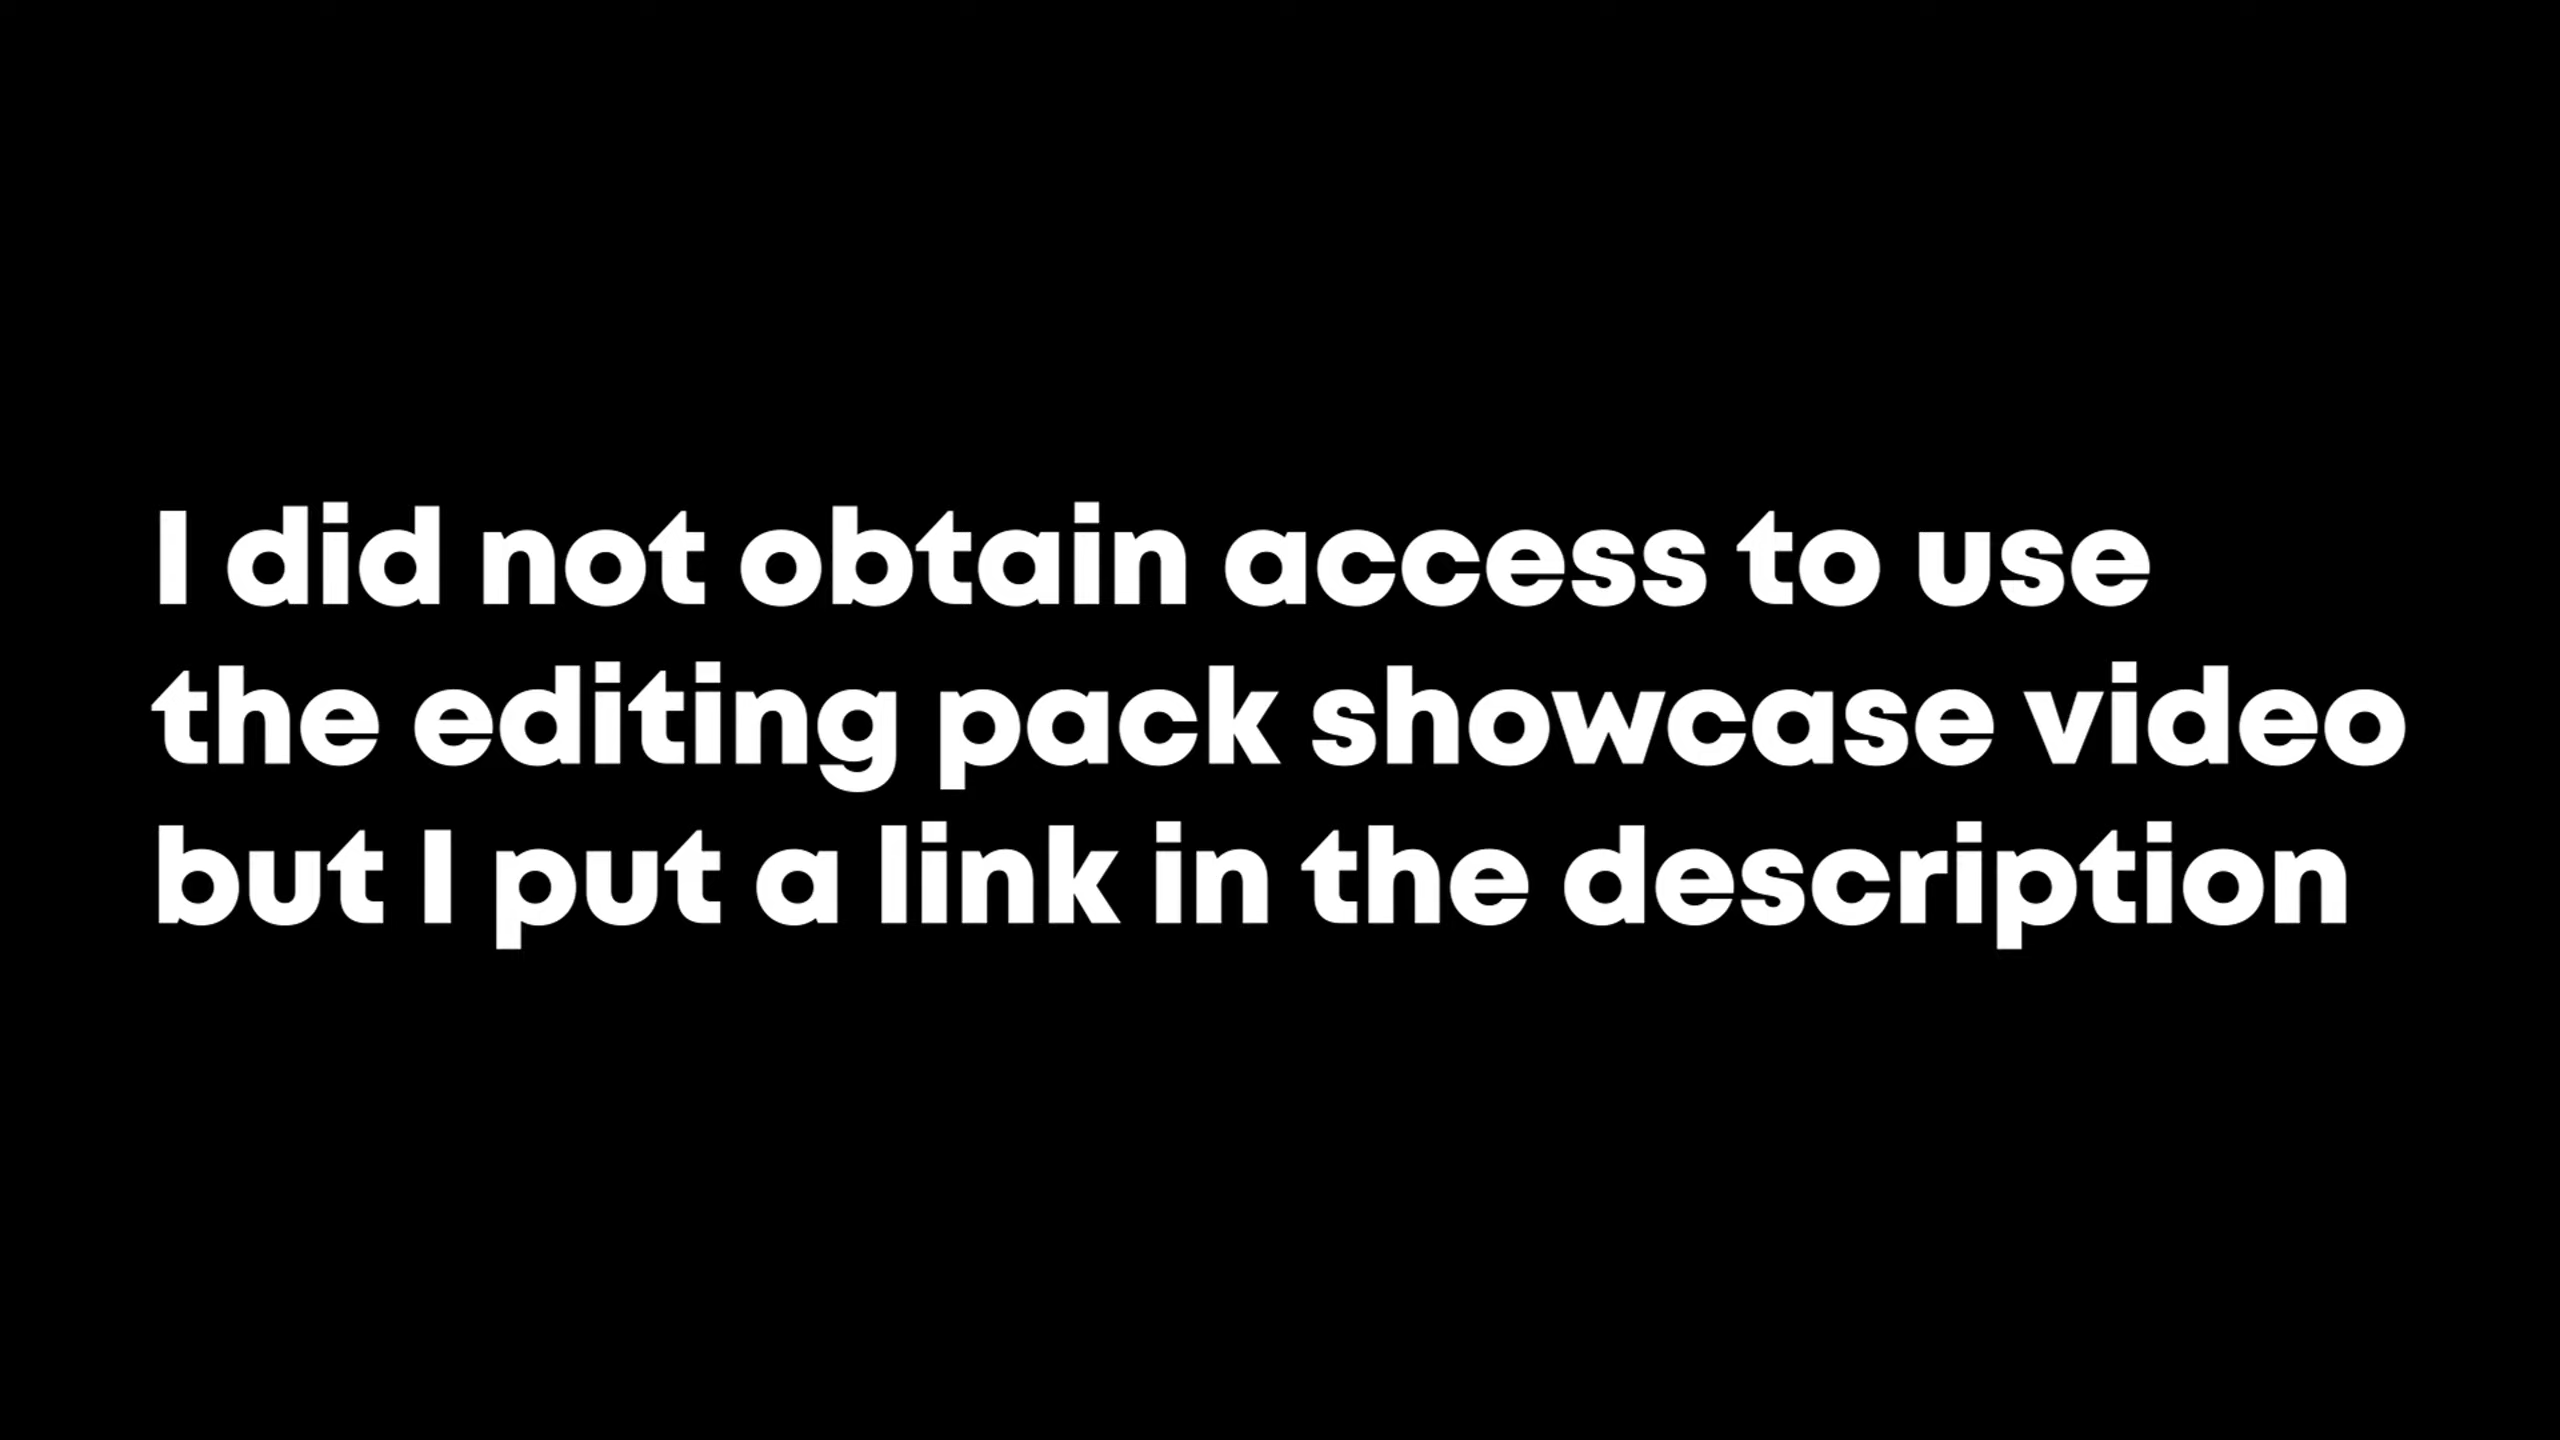 I did not obtain access to use
the editing pack showcase video
but I put a link in the description